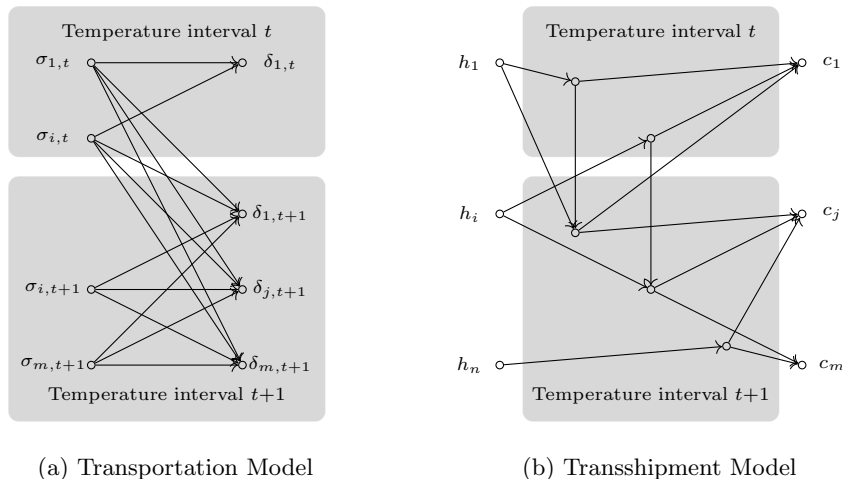 Temperature interval t
σ1,t
δ1,t
σi,t
δ1,t+1
σi,t+1
δj,t+1
σm,t+1
δm,t+1
Temperature interval t+1
(a) Transportation Model
Temperature interval t
h1
c1
hi
cj
hn
cm
Temperature interval t+1
(b) Transshipment Model